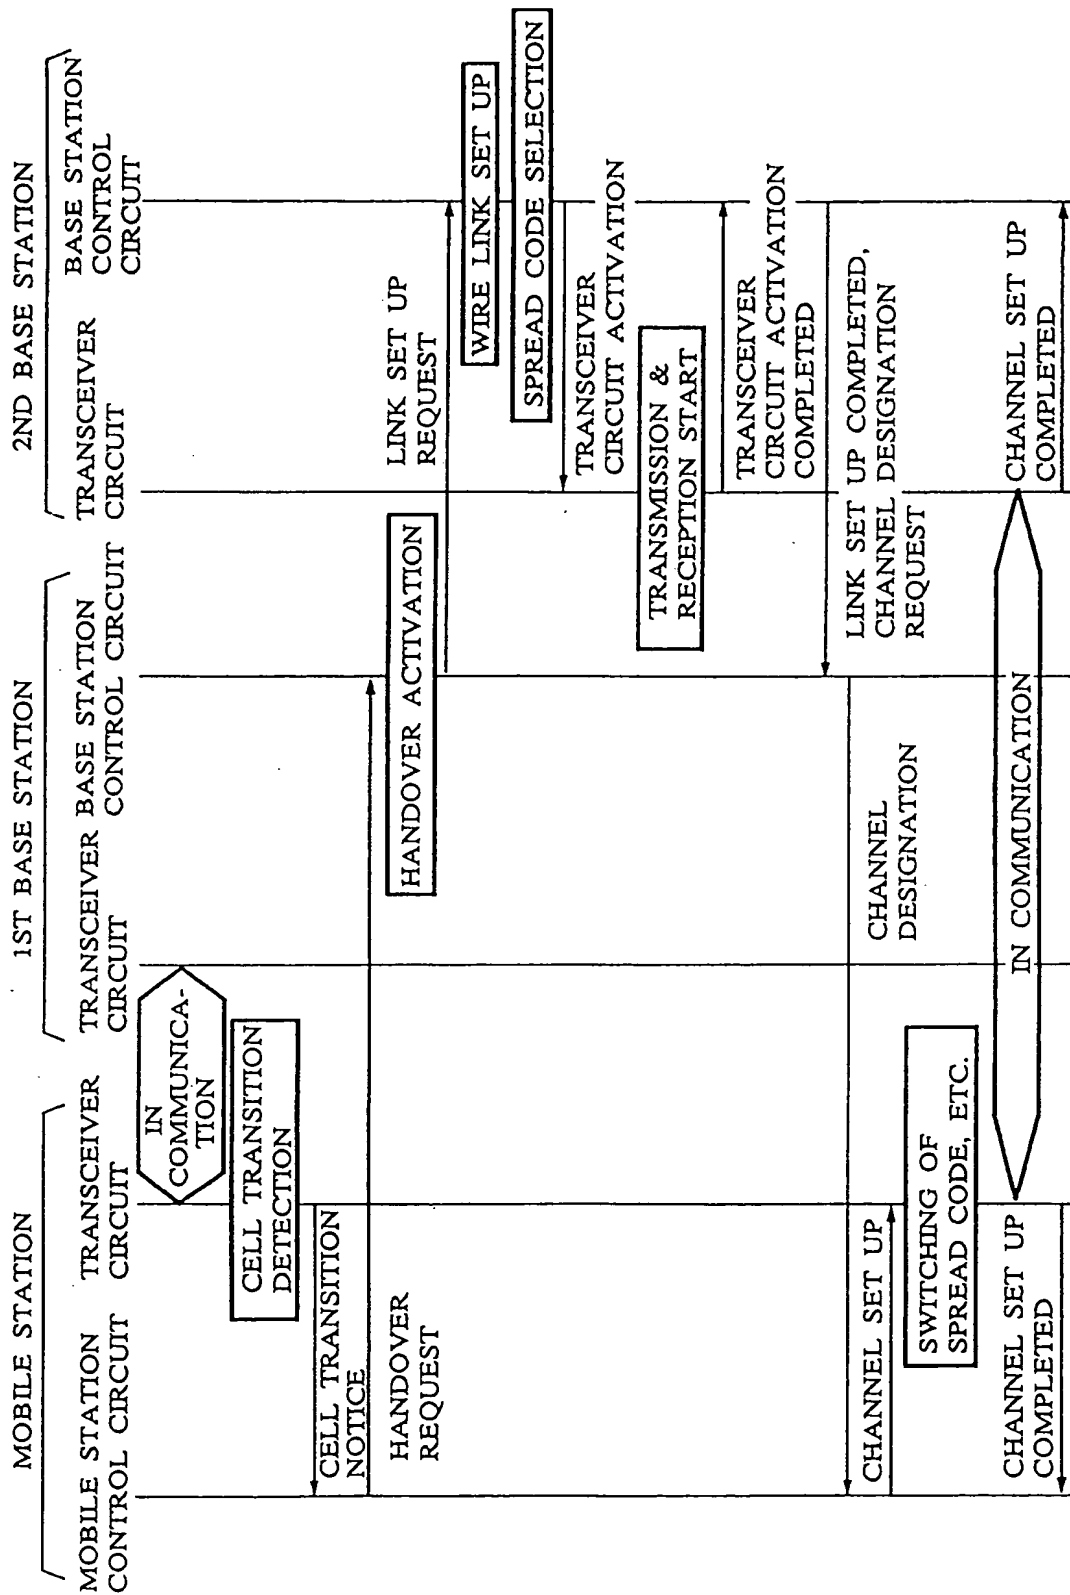 MOBILE STATION
1ST BASE STATION
2ND BASE STATION
MOBILE STATION
CONTROL CIRCUIT
TRANSCEIVER
CIRCUIT
TRANSCEIVER
CIRCUIT
BASE STATION
CONTROL CIRCUIT
TRANSCEIVER
CIRCUIT
BASE STATION
CONTROL
CIRCUIT
IN
COMMUNICA-
TION
CELL TRANSITION
DETECTION
CELL TRANSITION
NOTICE
HANDOVER
REQUEST
HANDOVER ACTIVATION
LINK SET UP
REQUEST
WIRE LINK SET UP
SPREAD CODE SELECTION
TRANSCEIVER
CIRCUIT ACTIVATION
TRANSMISSION &
RECEPTION START
TRANSCEIVER
CIRCUIT ACTIVATION
COMPLETED
LINK SET UP COMPLETED,
CHANNEL DESIGNATION
REQUEST
CHANNEL
DESIGNATION
CHANNEL SET UP
SWITCHING OF
SPREAD CODE, ETC.
IN COMMUNICATION
CHANNEL SET UP
COMPLETED
CHANNEL SET UP
COMPLETED